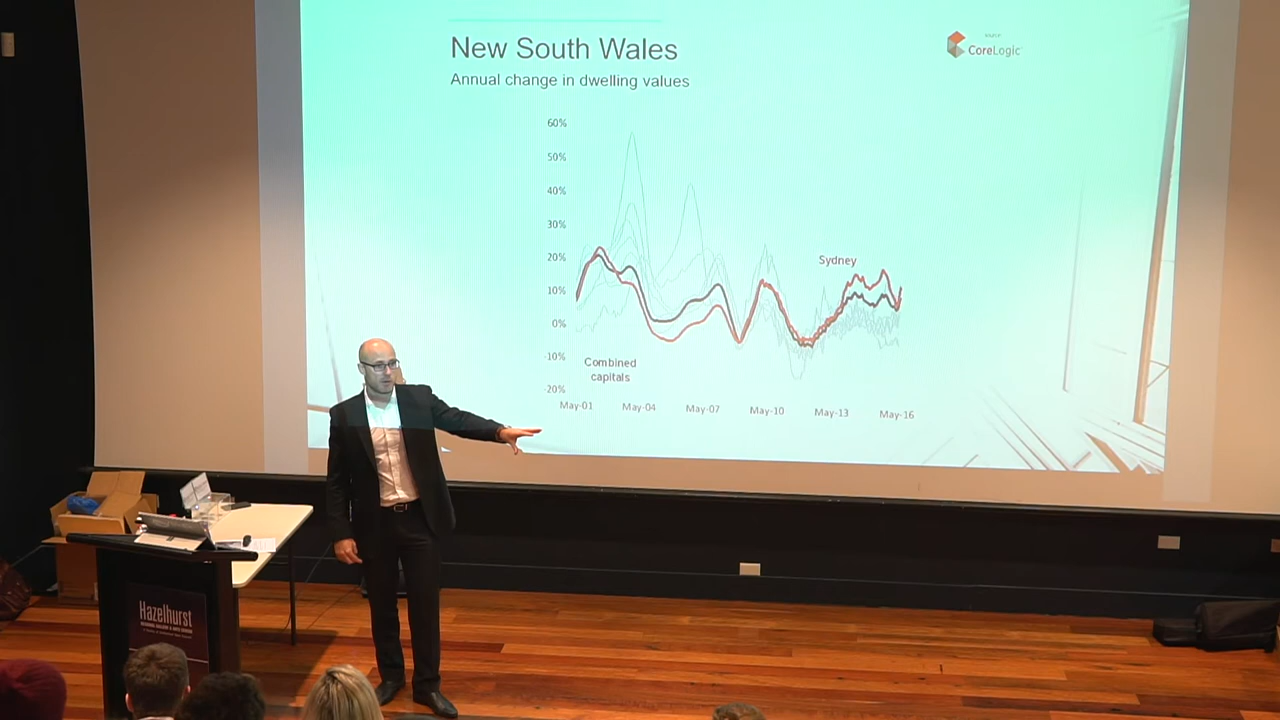 New South Wales
CoreLogic
Annual change in dwelling values
60%
50%
40%
30%
20%
Sydney
10%
0%
-10%
Combined
capitals
-20%
May-01 May-04 May-07 May-10 May-13 May-16
Hazelhurst